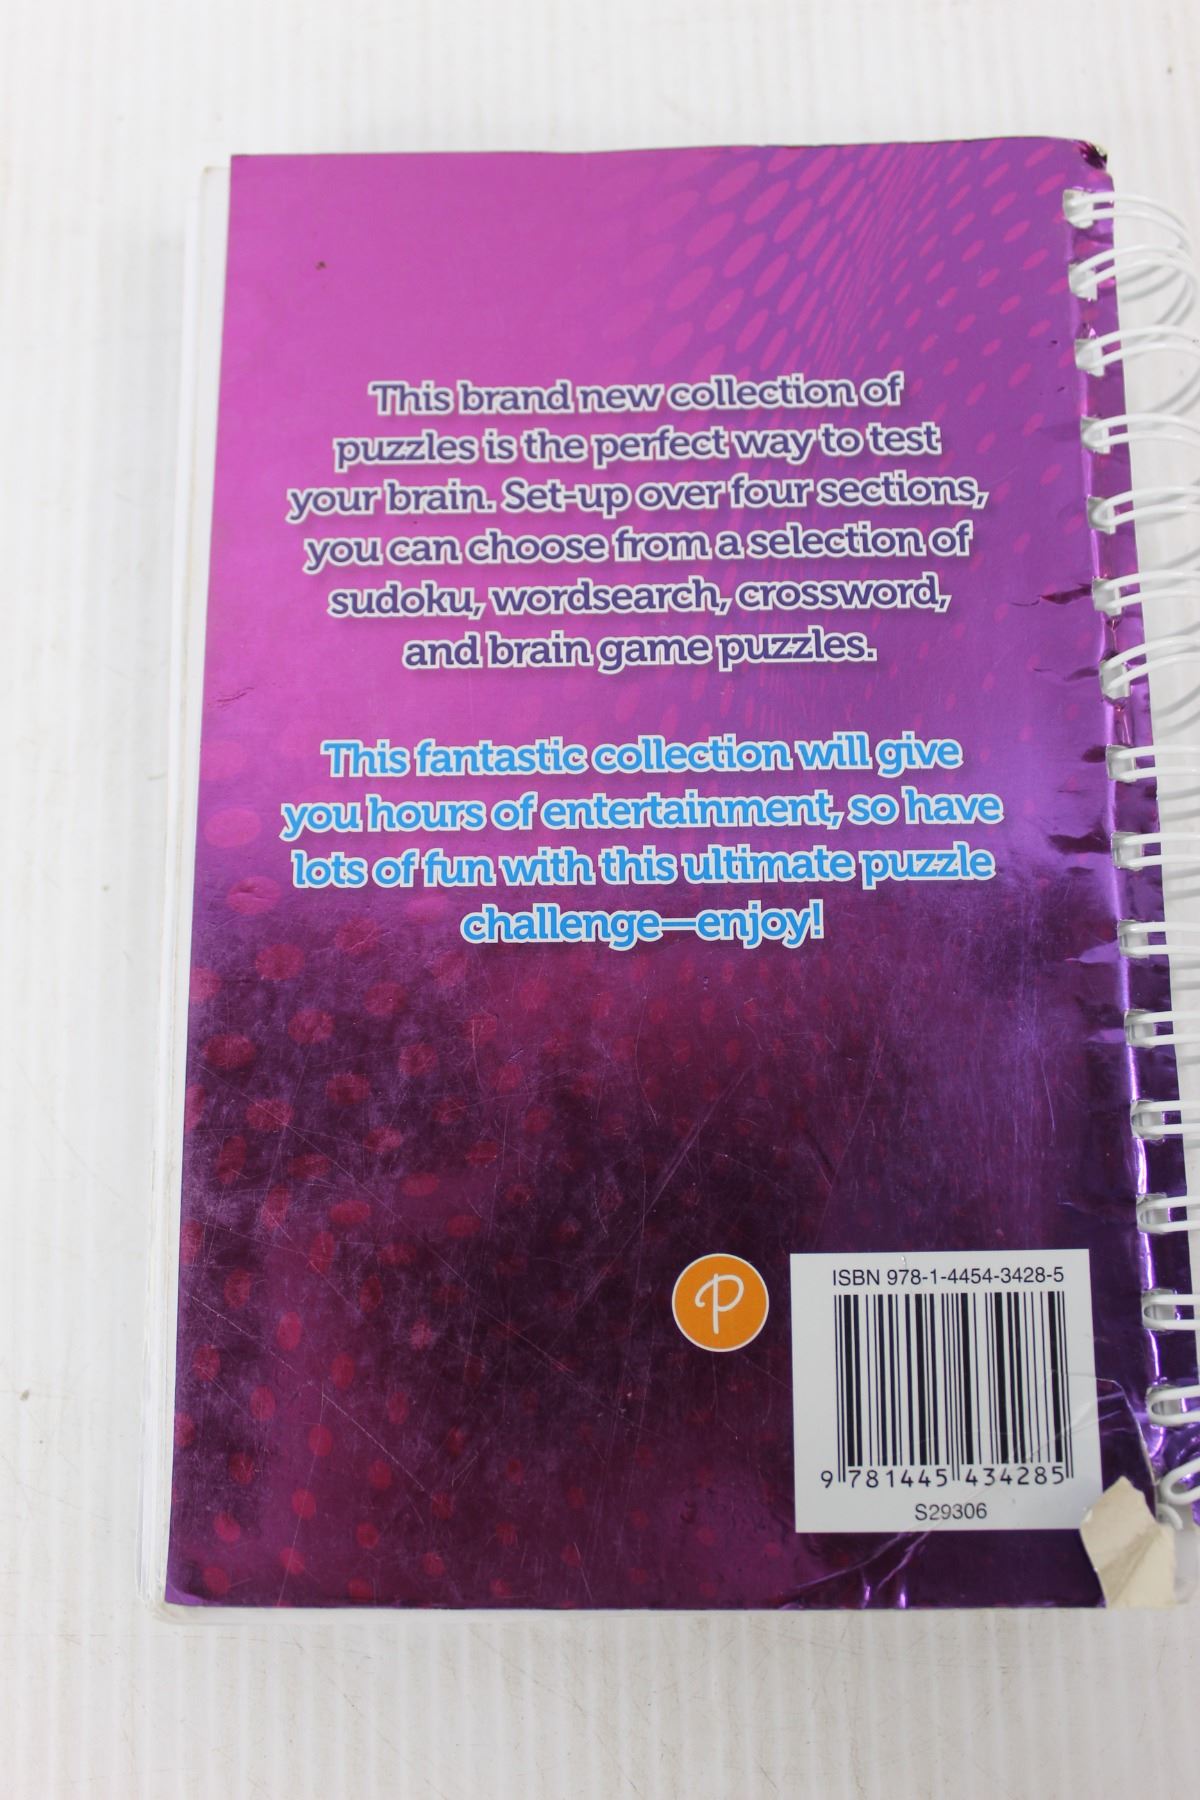 This brand new collection of
puzzles is the perfect way to test
your brain. Set-up over four sections,
you can choose from a selection of
sudoku, wordsearch, crossword,
and brain game puzzles.
This fantastic collection will give
you hours of entertainment, so have
lots of fun with this ultimate puzzle
challenge—enjoy!
P
ISBN 978-1-4454-3428-5
9 781445 434285
S29306